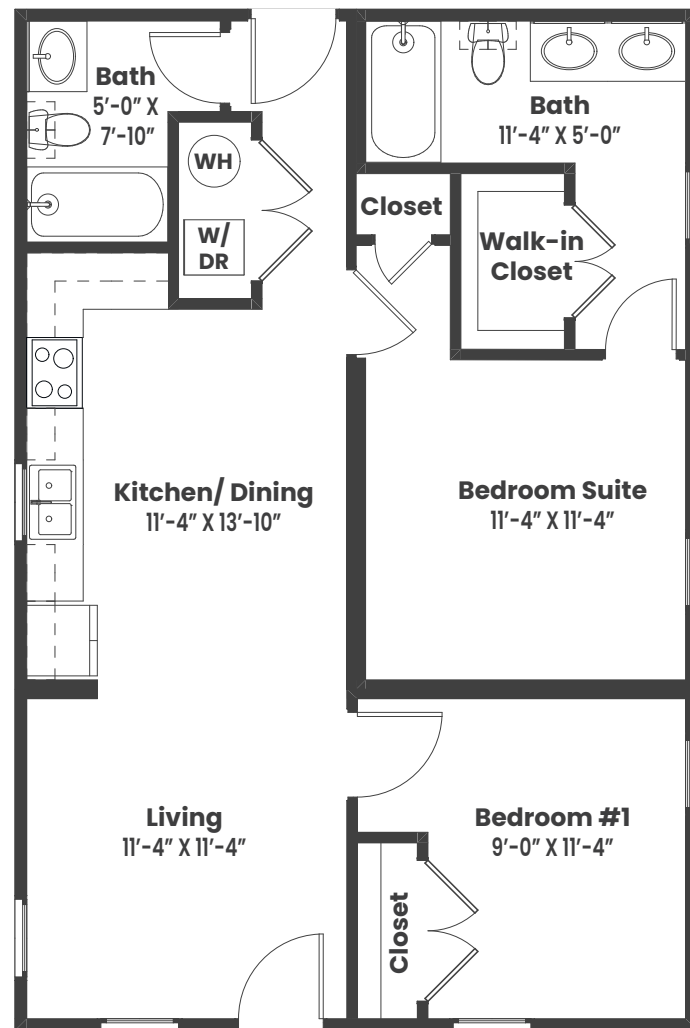 Bath
5’-0” X
7’-10”
Bath
11’-4” X 5’-0”
WH
W/
DR
Closet
Walk-in
Closet
Kitchen/ Dining
11’-4” X 13’-10”
Bedroom Suite
11’-4” X 11’-4”
Living
11’-4” X 11’-4”
Bedroom #1
9’-0” X 11’-4”
Closet